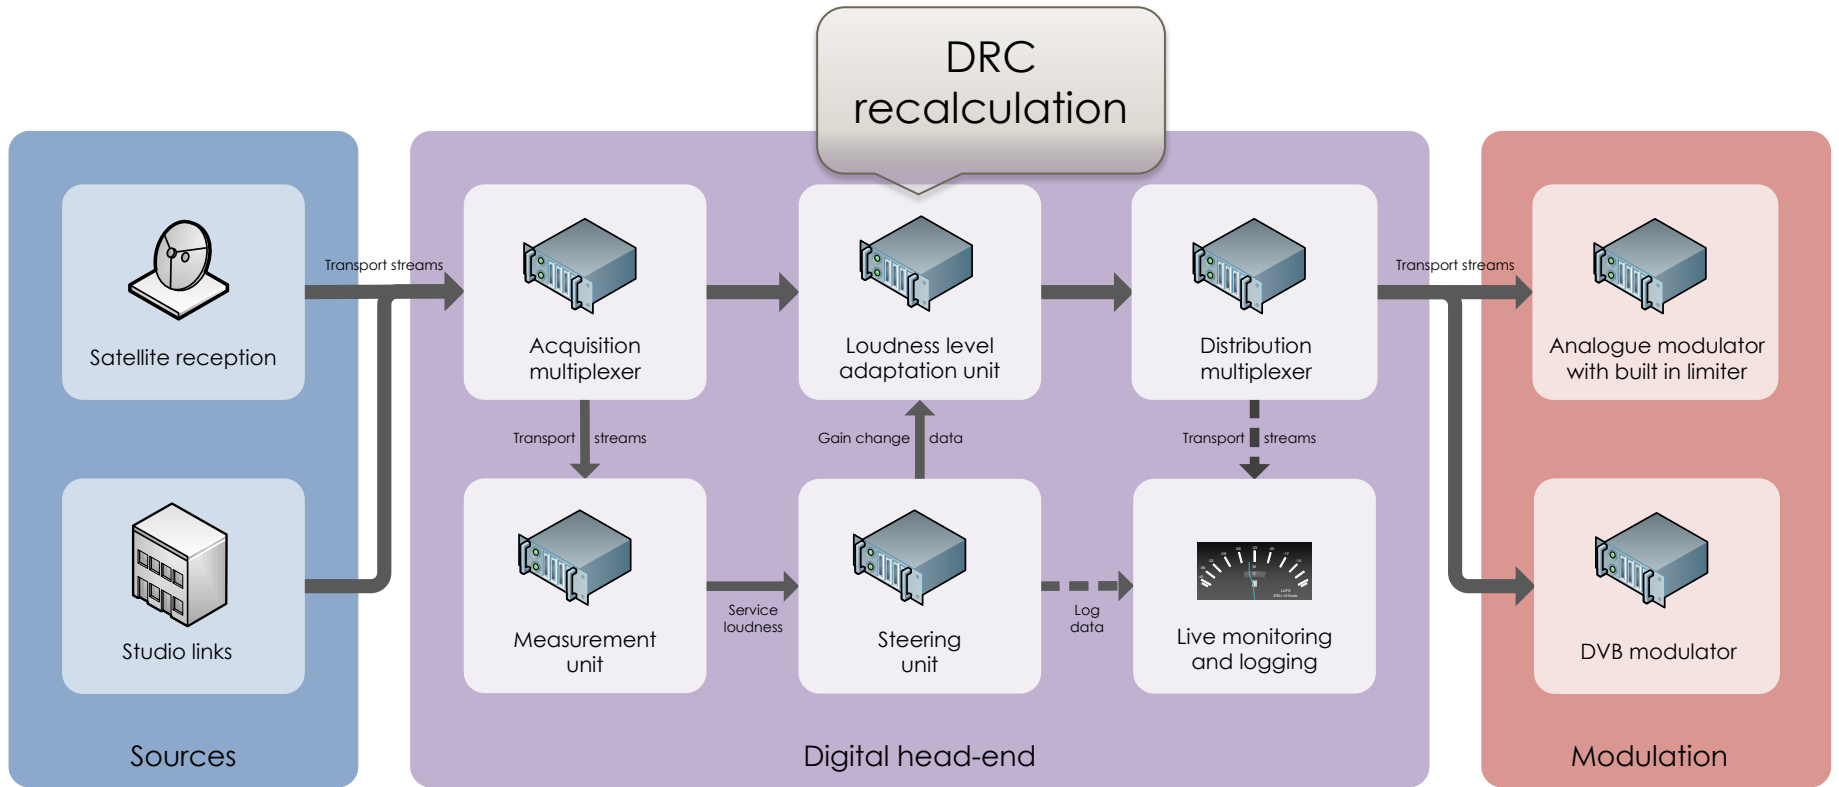 DRC
recalculation
Transport streams
Satellite reception
Studio links
Sources
Acquisition
multiplexer
Loudness level
adaptation unit
Distribution
multiplexer
Transport streams
Gain change data
Transport streams
Measurement
unit
Service
loudness
Steering
unit
Log
data
Live monitoring
and logging
Digital head-end
Transport streams
Analogue modulator
with built in limiter
DVB modulator
Modulation